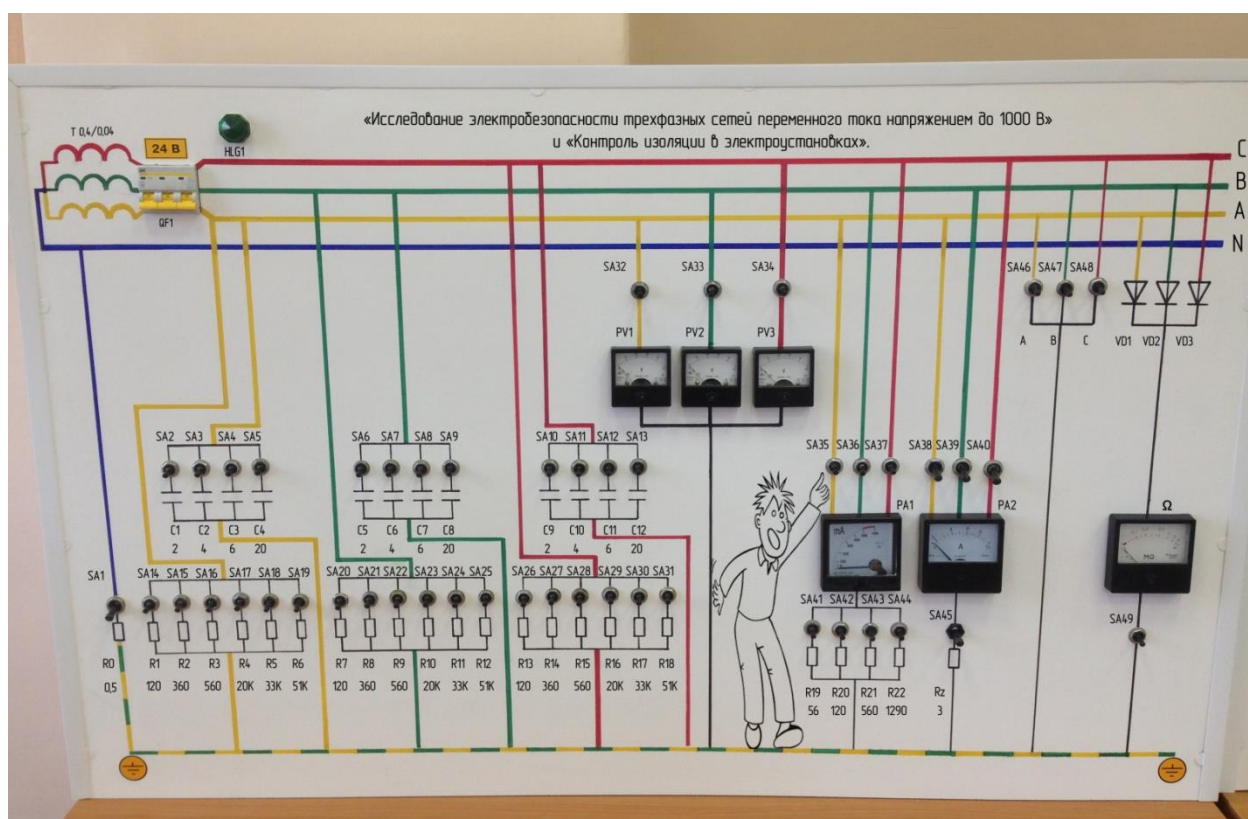 «Исследование электробезопасности трехфазных сетей переменного тока напряжением до 1000 В»
и «Контроль изоляции в электроустановках».
T 0,4/0,04
24 В
HLG1
QF1
C
B
A
N
SA32 SA33 SA34
SA46 SA47 SA48
PV1 PV2 PV3
A B C VD1 VD2 VD3
SA2 SA3 SA4 SA5
SA6 SA7 SA8 SA9
SA10 SA11 SA12 SA13
SA35 SA36 SA37 SA38 SA39 SA40
C1 C2 C3 C4
2 4 6 20
C5 C6 C7 C8
2 4 6 20
C9 C10 C11 C12
2 4 6 20
PA1 PA2 Ω
mA
A
MΩ
SA1
SA14 SA15 SA16 SA17 SA18 SA19
SA20 SA21 SA22 SA23 SA24 SA25
SA26 SA27 SA28 SA29 SA30 SA31
SA41 SA42 SA43 SA44
SA45
SA49
R0
0,5
R1 R2 R3 R4 R5 R6
120 360 560 20K 33K 51K
R7 R8 R9 R10 R11 R12
120 360 560 20K 33K 51K
R13 R14 R15 R16 R17 R18
120 360 560 20K 33K 51K
R19 R20 R21 R22
56 120 560 1290
Rz
3